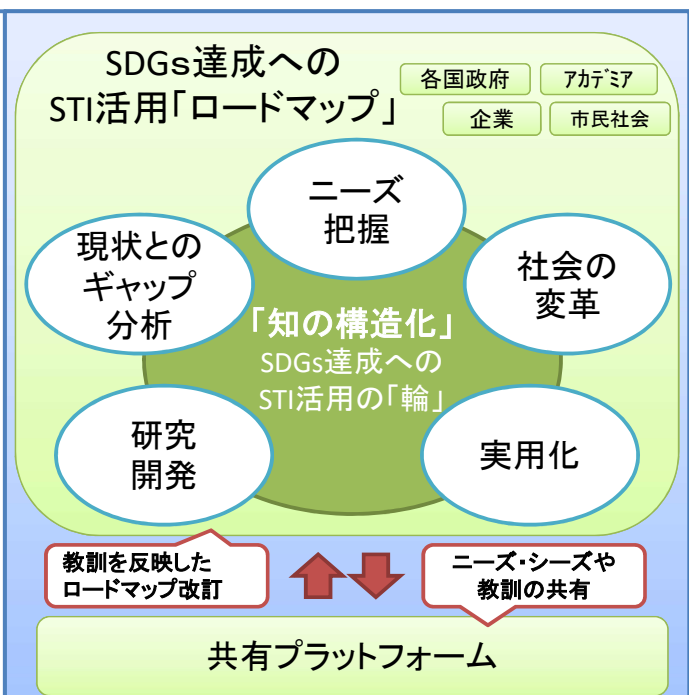 SDGｓ達成への
STI活用「ロードマップ」
各国政府
ｱｶﾃﾞﾐｱ
企業
市民社会
ニーズ
把握
現状との
ギャップ
分析
社会の
変革
「知の構造化」
SDGs達成への
STI活用の「輪」
研究
開発
実用化
教訓を反映した
ロードマップ改訂
ニーズ・シーズや
教訓の共有
共有プラットフォーム